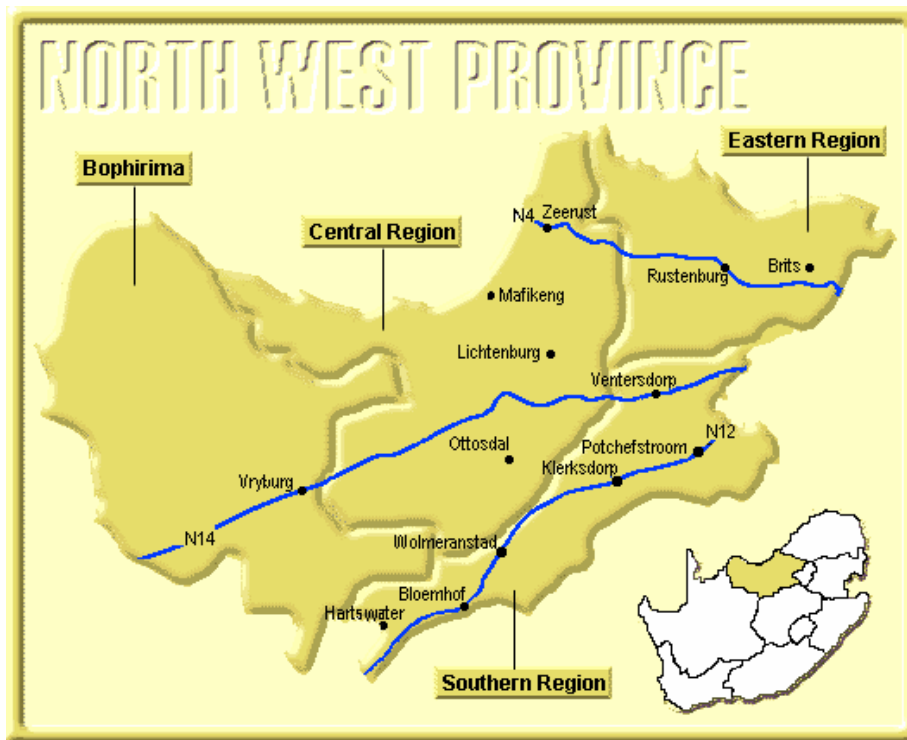 NORTH WEST PROVINCE
Eastern Region
Bophirima
N4
Zeerust
Central Region
Rustenburg
Brits
Mafikeng
Lichtenburg
Ventersdorp
N12
Ottosdal
Potchefstroom
Klerksdorp
Vryburg
N14
Wolmeranstad
Bloemhof
Hartswater
Southern Region